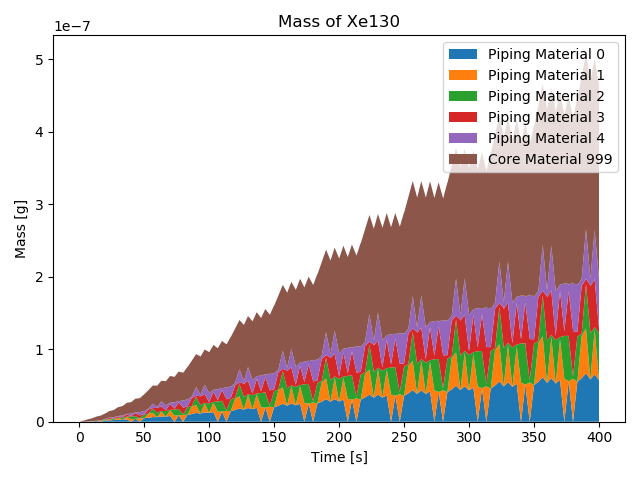 Mass of Xe130
1e−7
5
4
3
2
1
0
Mass [g]
Piping Material 0
Piping Material 1
Piping Material 2
Piping Material 3
Piping Material 4
Core Material 999
0 50 100 150 200 250 300 350 400
Time [s]